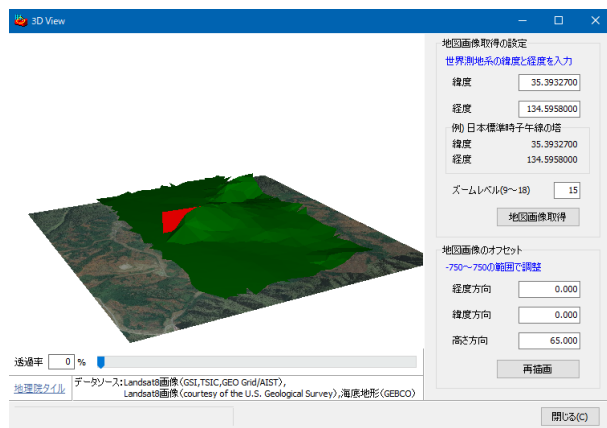 3D View
地図画像取得の設定
世界測地系の緯度と経度を入力
緯度 35.3932700
経度 134.5958000
例) 日本標準時子午線の塔
緯度 35.3932700
経度 134.5958000
ズームレベル(9～18) 15
地図画像取得
地図画像のオフセット
-750～750の範囲で調整
経度方向 0.000
緯度方向 0.000
高さ方向 65.000
再描画
透過率 0 %
地理院タイル
データソース:Landsat8画像(GSI,TSIC,GEO Grid/AIST),
Landsat8画像(courtesy of the U.S. Geological Survey),海底地形(GEBCO)
閉じる(C)